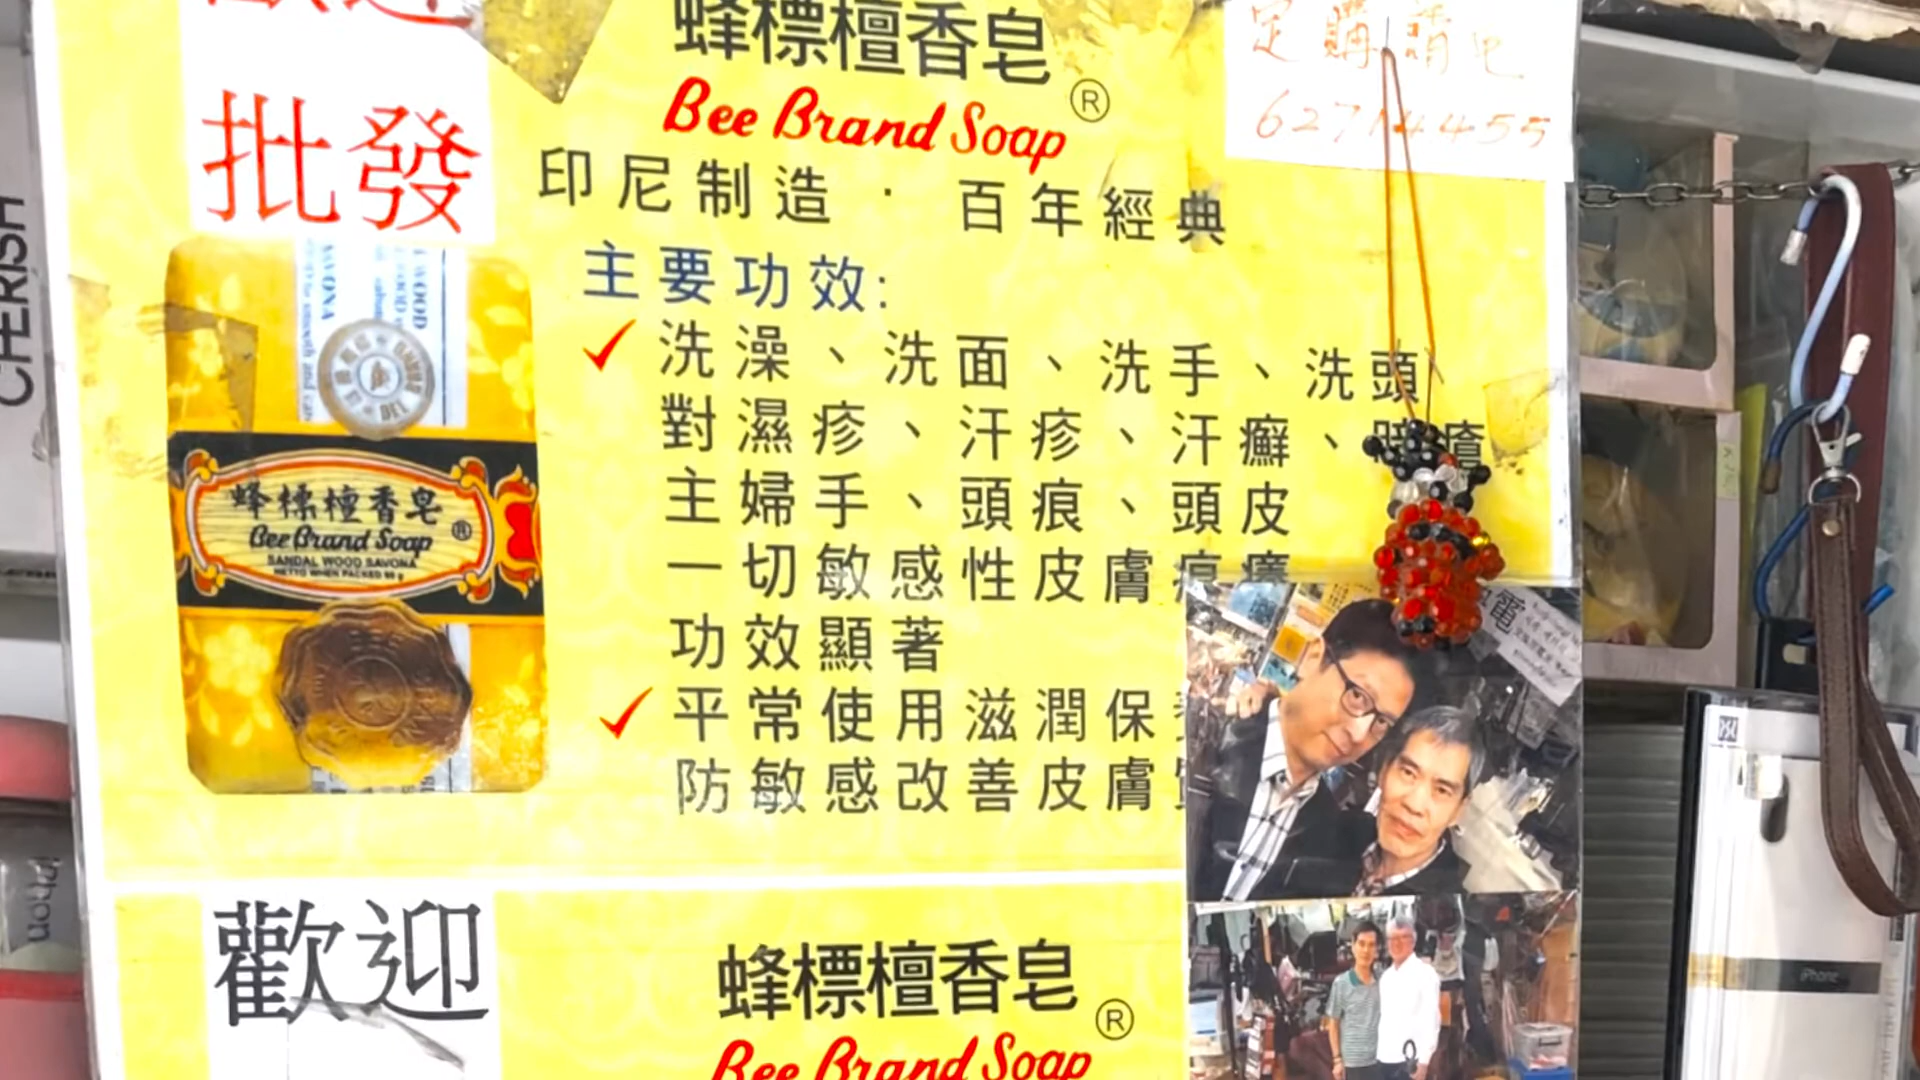 歡迎
批發
蜂標檀香皂
Bee Brand Soap ®
定購請电
62714455
印尼制造 · 百年經典
主要功效:
洗澡、洗面、洗手、洗頭
對濕疹、汗疹、汗癬、
主婦手、頭痕、頭皮
一切敏感性皮膚
功效顯著
平常使用滋潤保
防敏感改善皮膚
蜂標檀香皂
Bee Brand Soap ®
SANDAL WOOD SAVONA
歡迎
蜂標檀香皂
Bee Brand Soap ®
CHERISH
電
iPhone